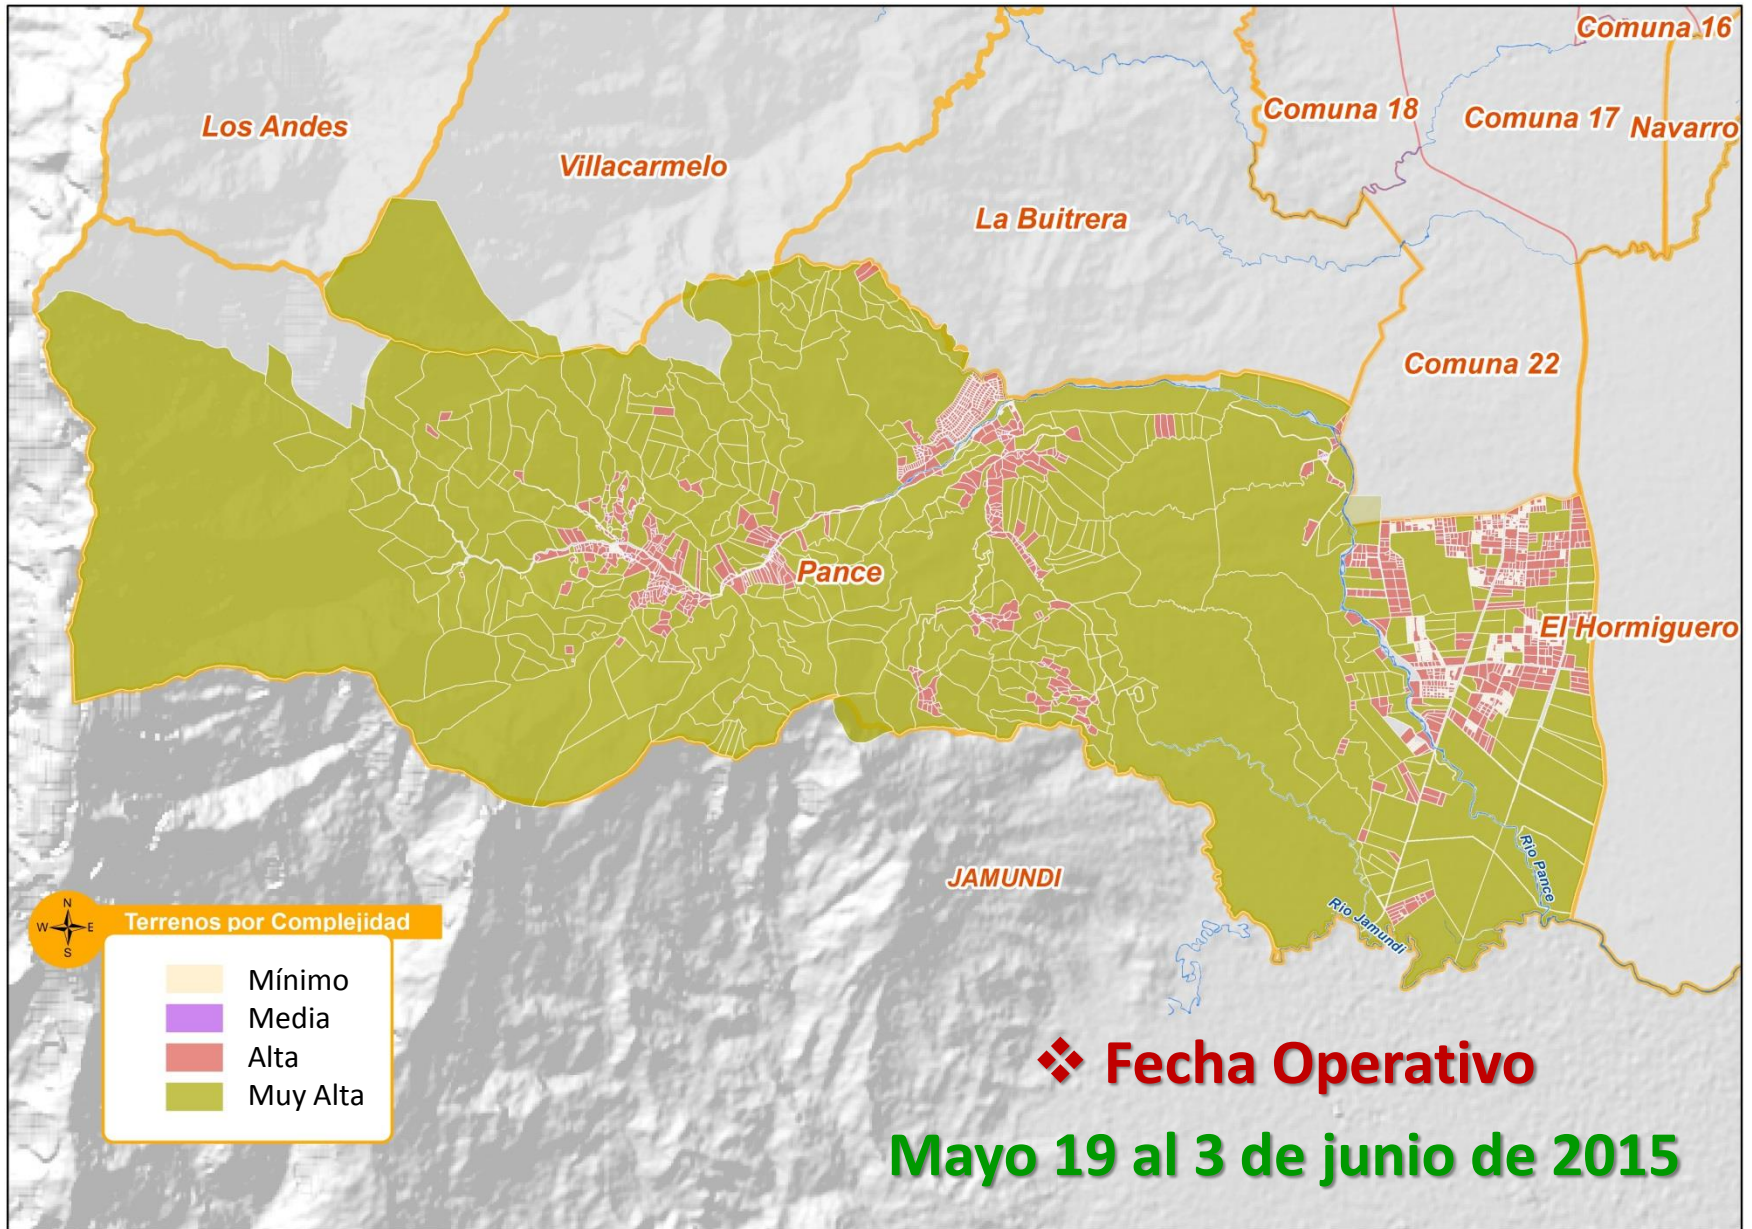 Comuna 16
Los Andes
Comuna 18
Comuna 17
Navarro
Villacarmelo
La Buitrera
Comuna 22
Pance
El Hormiguero
JAMUNDI
Rio Pance
Rio Jamundi
N
W
E
S
Terrenos por Complejidad
Mínimo
Media
Alta
Muy Alta
❖ Fecha Operativo
Mayo 19 al 3 de junio de 2015